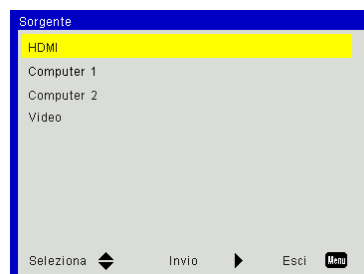 Sorgente
HDMI
Computer 1
Computer 2
Video
Seleziona Invio Esci Menu